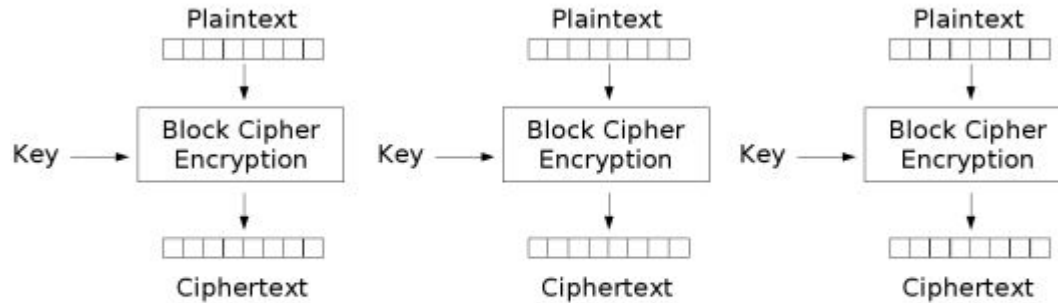 Plaintext
Plaintext
Plaintext
Key
Block Cipher
Encryption
Key
Block Cipher
Encryption
Key
Block Cipher
Encryption
Ciphertext
Ciphertext
Ciphertext